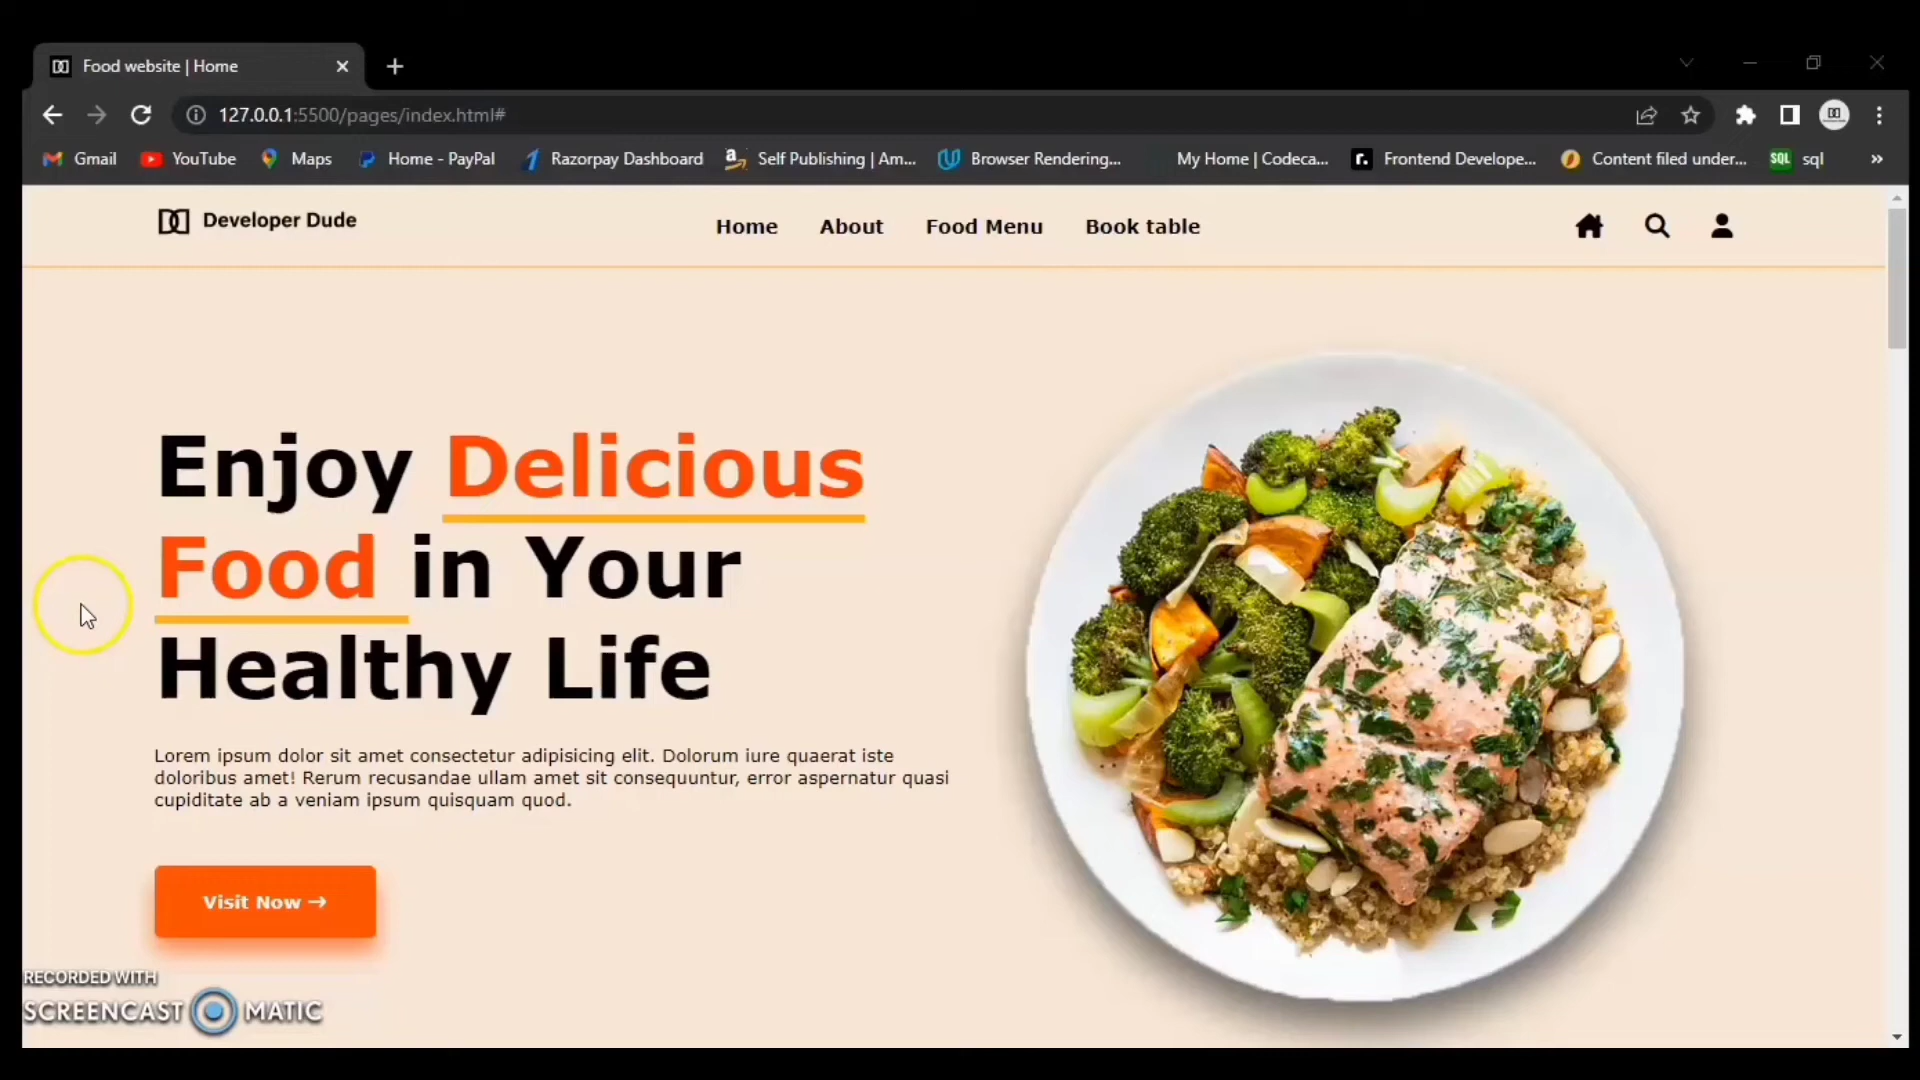 Food website | Home
127.0.0.1:5500/pages/index.html#
Gmail YouTube Maps Home - PayPal Razorpay Dashboard Self Publishing | Am... Browser Rendering... My Home | Codeca... r. Frontend Develope... Content filed under... SQL sql »
Developer Dude Home About Food Menu Book table
Enjoy Delicious
Food in Your
Healthy Life
Lorem ipsum dolor sit amet consectetur adipisicing elit. Dolorum iure quaerat iste
doloribus amet! Rerum recusandae ullam amet sit consequuntur, error aspernatur quasi
cupiditate ab a veniam ipsum quisquam quod.
Visit Now →
RECORDED WITH
SCREENCAST MATIC